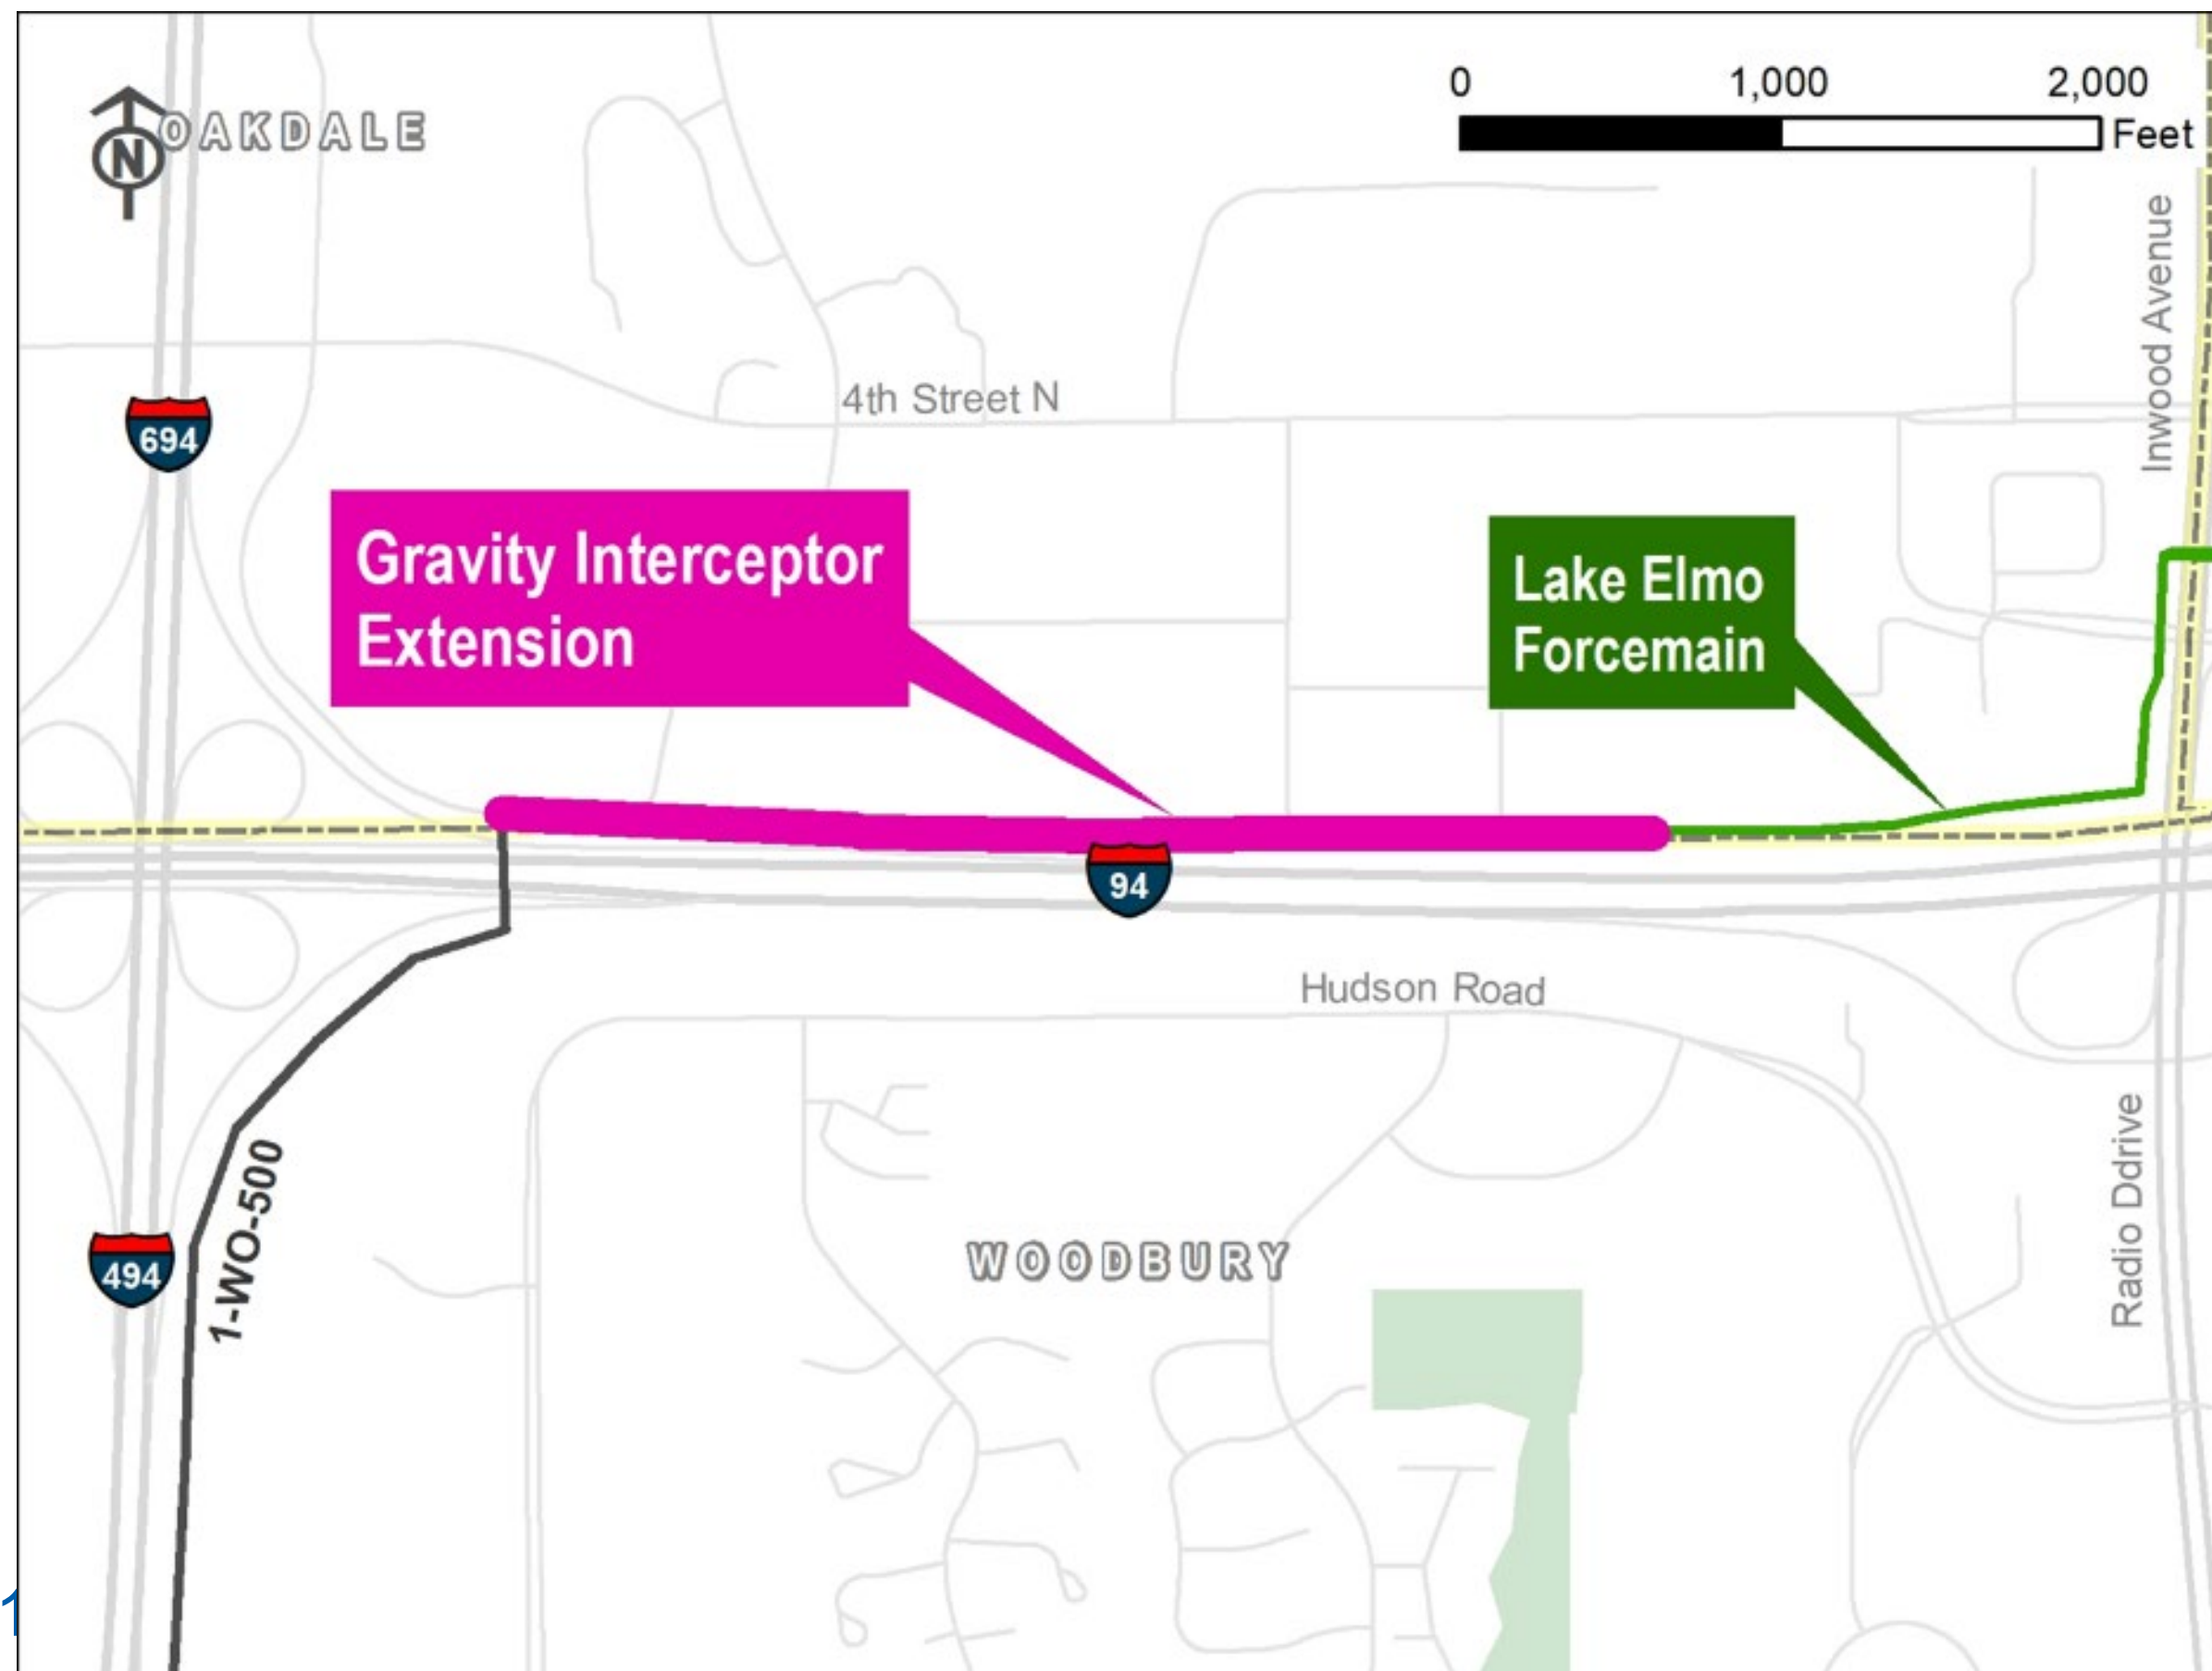 0 1,000 2,000
Feet
N
OAKDALE
Inwood Avenue
4th Street N
694
Gravity Interceptor
Extension
Lake Elmo
Forcemain
94
Hudson Road
Radio Ddrive
1-WO-500
WOODBURY
494
1